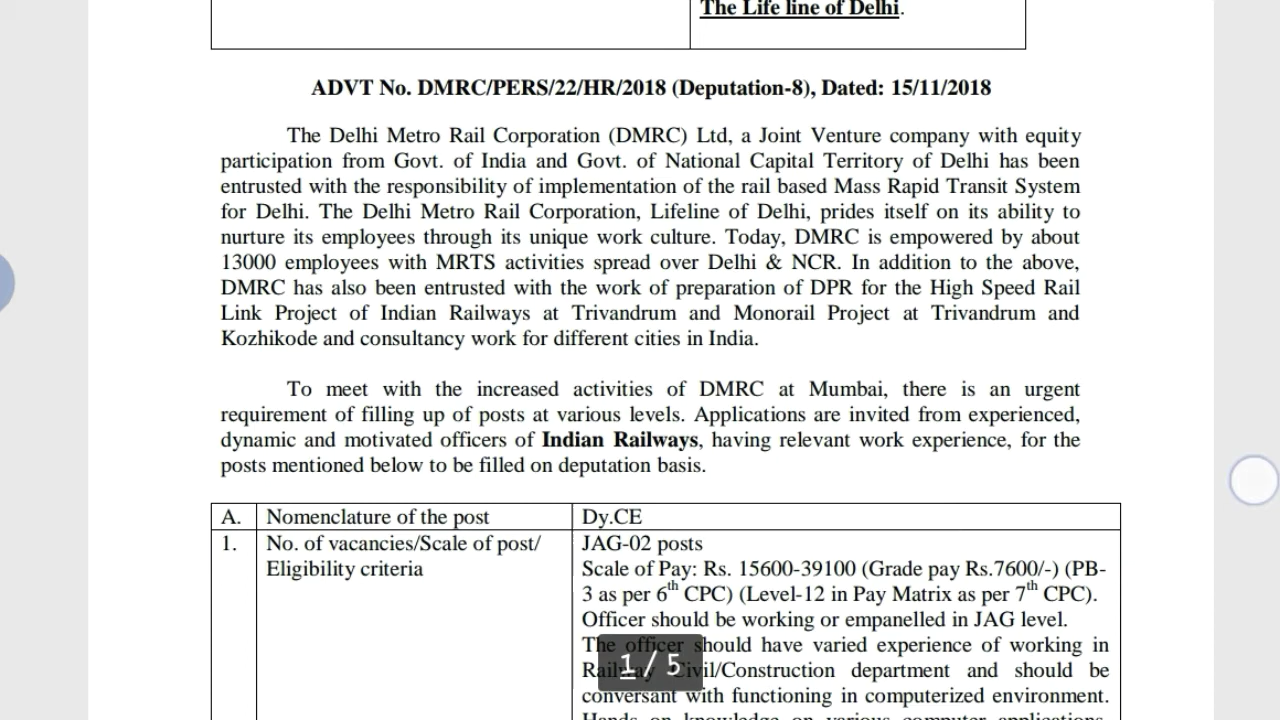 The Life line of Delhi.
ADVT No. DMRC/PERS/22/HR/2018 (Deputation-8), Dated: 15/11/2018
The Delhi Metro Rail Corporation (DMRC) Ltd, a Joint Venture company with equity
participation from Govt. of India and Govt. of National Capital Territory of Delhi has been
entrusted with the responsibility of implementation of the rail based Mass Rapid Transit System
for Delhi. The Delhi Metro Rail Corporation, Lifeline of Delhi, prides itself on its ability to
nurture its employees through its unique work culture. Today, DMRC is empowered by about
13000 employees with MRTS activities spread over Delhi & NCR. In addition to the above,
DMRC has also been entrusted with the work of preparation of DPR for the High Speed Rail
Link Project of Indian Railways at Trivandrum and Monorail Project at Trivandrum and
Kozhikode and consultancy work for different cities in India.
To meet with the increased activities of DMRC at Mumbai, there is an urgent
requirement of filling up of posts at various levels. Applications are invited from experienced,
dynamic and motivated officers of Indian Railways, having relevant work experience, for the
posts mentioned below to be filled on deputation basis.
A. Nomenclature of the post Dy.CE
1. No. of vacancies/Scale of post/ JAG-02 posts
Eligibility criteria Scale of Pay: Rs. 15600-39100 (Grade pay Rs.7600/-) (PB-
3 as per 6th CPC) (Level-12 in Pay Matrix as per 7th CPC).
Officer should be working or empanelled in JAG level.
The officer should have varied experience of working in
Railway Civil/Construction department and should be
conversant with functioning in computerized environment.
Hands on knowledge on various computer applications,
1 / 5